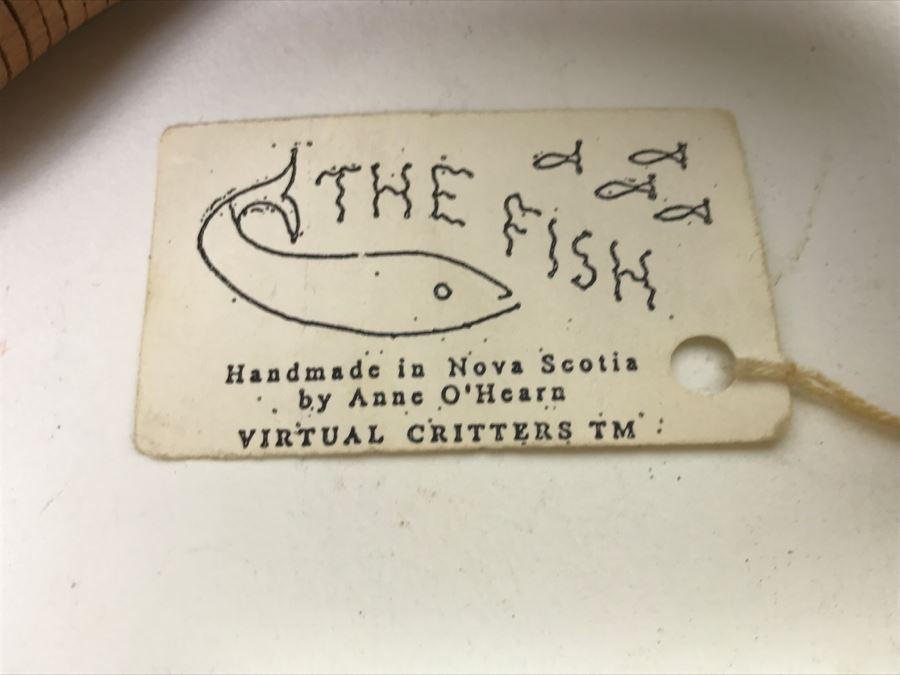 THE
FISH
Handmade in Nova Scotia
by Anne O'Hearn
VIRTUAL CRITTERS TM